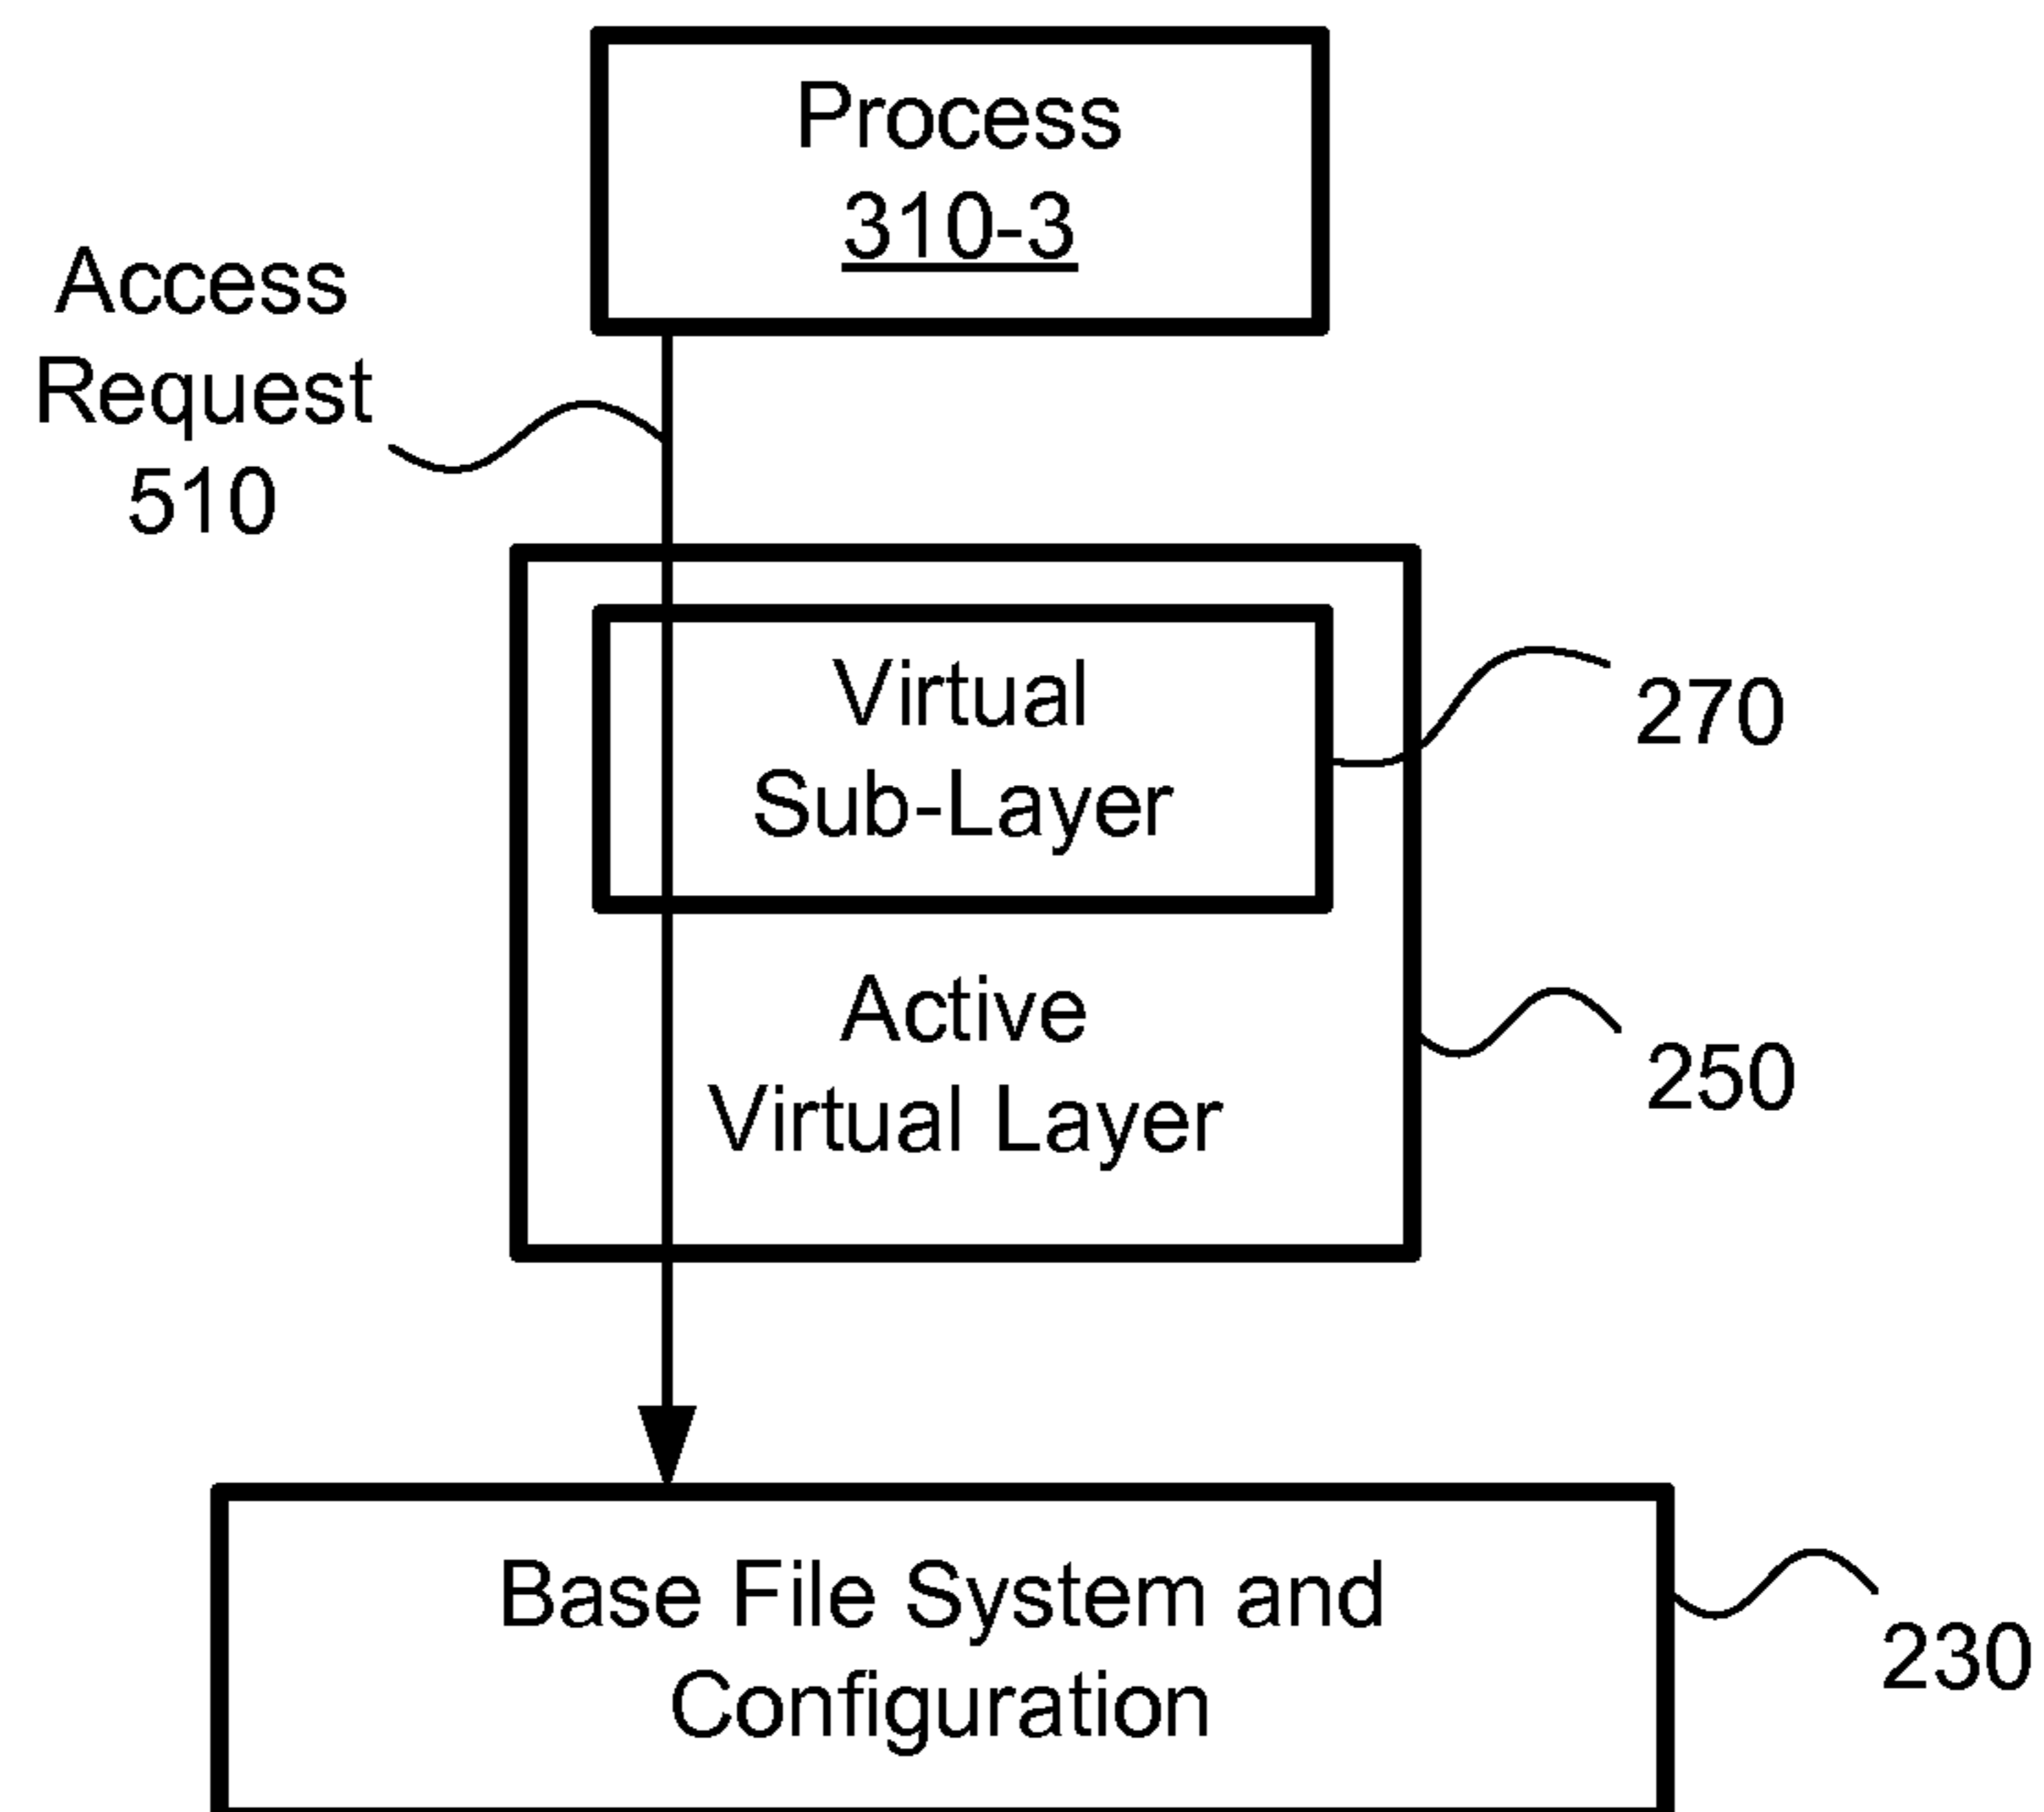 Process
310-3
Access
Request
510
Virtual
Sub-Layer
270
Active
Virtual Layer
250
Base File System and
Configuration
230